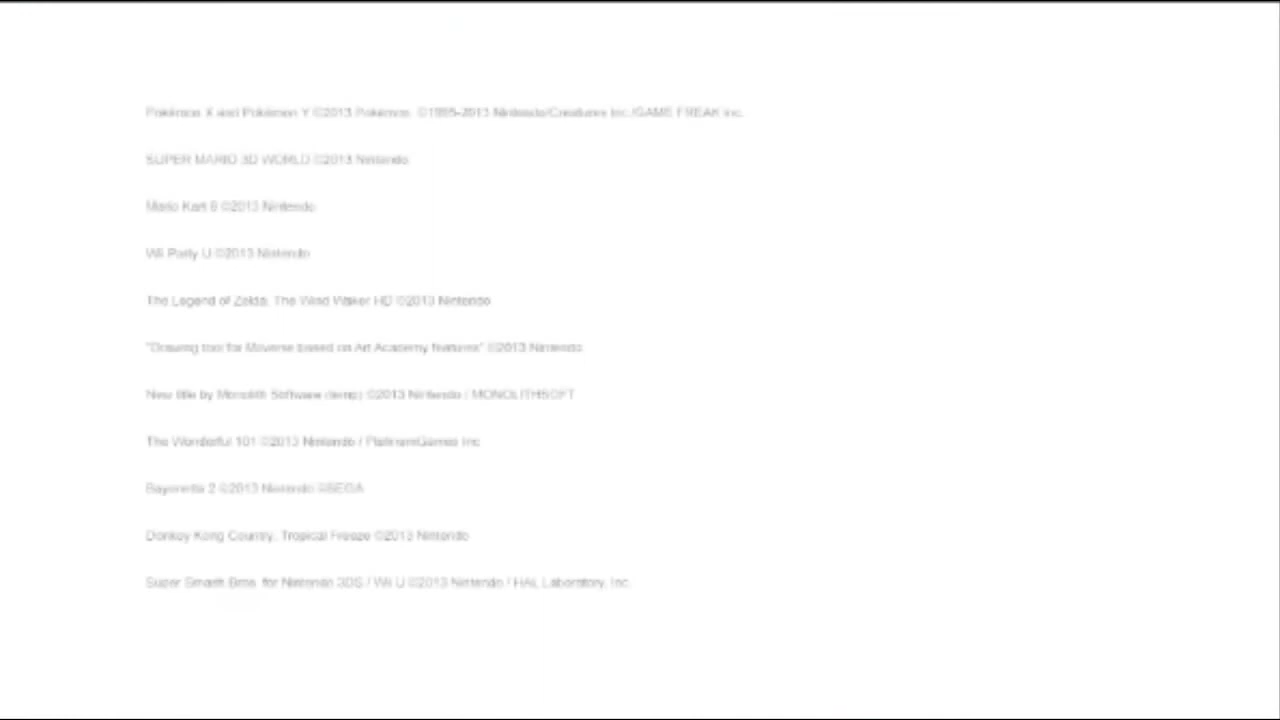 Pokémon X and Pokémon Y ©2013 Pokémon. ©1995-2013 Nintendo/Creatures Inc./GAME FREAK inc.
SUPER MARIO 3D WORLD ©2013 Nintendo
Mario Kart 8 ©2013 Nintendo
Wii Party U ©2013 Nintendo
The Legend of Zelda: The Wind Waker HD ©2013 Nintendo
"Drawing tool for Miiverse based on Art Academy features" ©2013 Nintendo
New title by Monolith Software (temp) ©2013 Nintendo / MONOLITHSOFT
The Wonderful 101 ©2013 Nintendo / PlatinumGames Inc
Bayonetta 2 ©2013 Nintendo ©SEGA
Donkey Kong Country: Tropical Freeze ©2013 Nintendo
Super Smash Bros. for Nintendo 3DS / Wii U ©2013 Nintendo / HAL Laboratory, Inc.